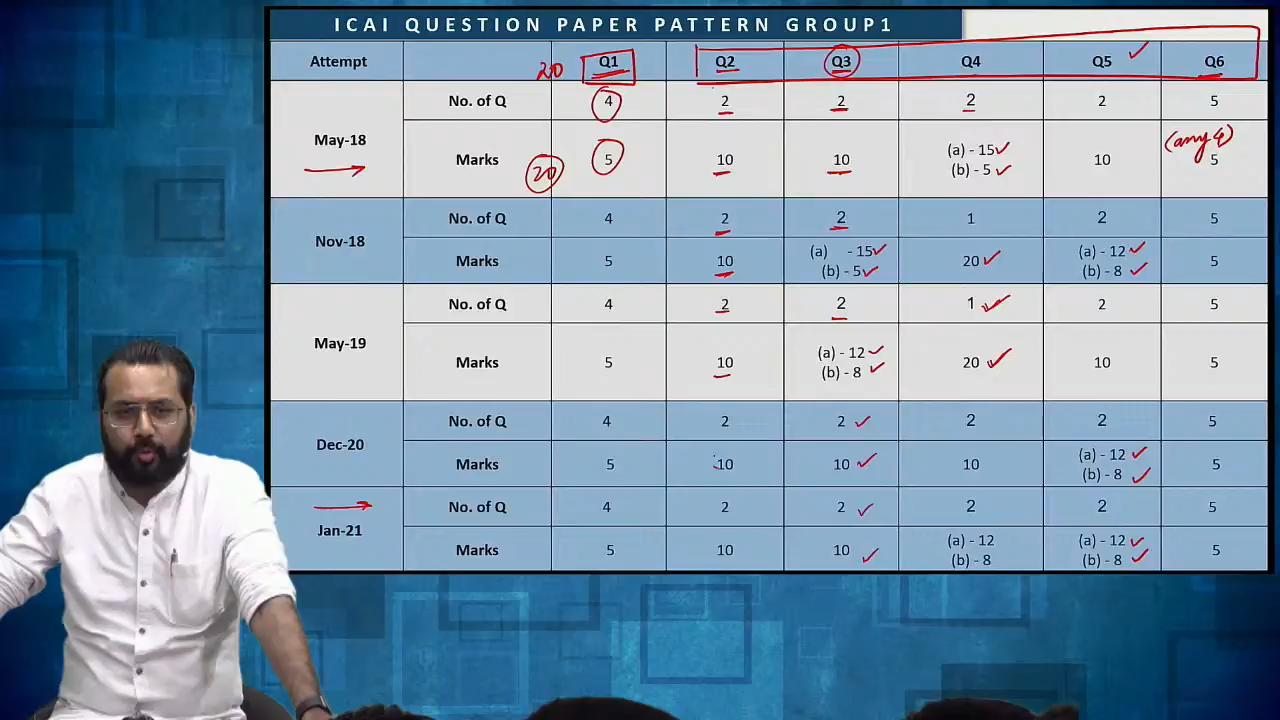 ICAI QUESTION PAPER PATTERN GROUP1
Attempt 20 Q1 Q2 Q3 Q4 Q5 Q6
May-18
No. of Q 4 2 2 2 2 5
(any 4)
Marks 20 5 10 10 (a) - 15 (b) - 5 10 5
Nov-18
No. of Q 4 2 2 1 2 5
Marks 5 10 (a) - 15 (b) - 5 20 (a) - 12 (b) - 8 5
May-19
No. of Q 4 2 2 1 2 5
Marks 5 10 (a) - 12 (b) - 8 20 10 5
Dec-20
No. of Q 4 2 2 2 2 5
Marks 5 10 10 10 (a) - 12 (b) - 8 5
Jan-21
No. of Q 4 2 2 2 2 5
Marks 5 10 10 (a) - 12 (b) - 8 (a) - 12 (b) - 8 5